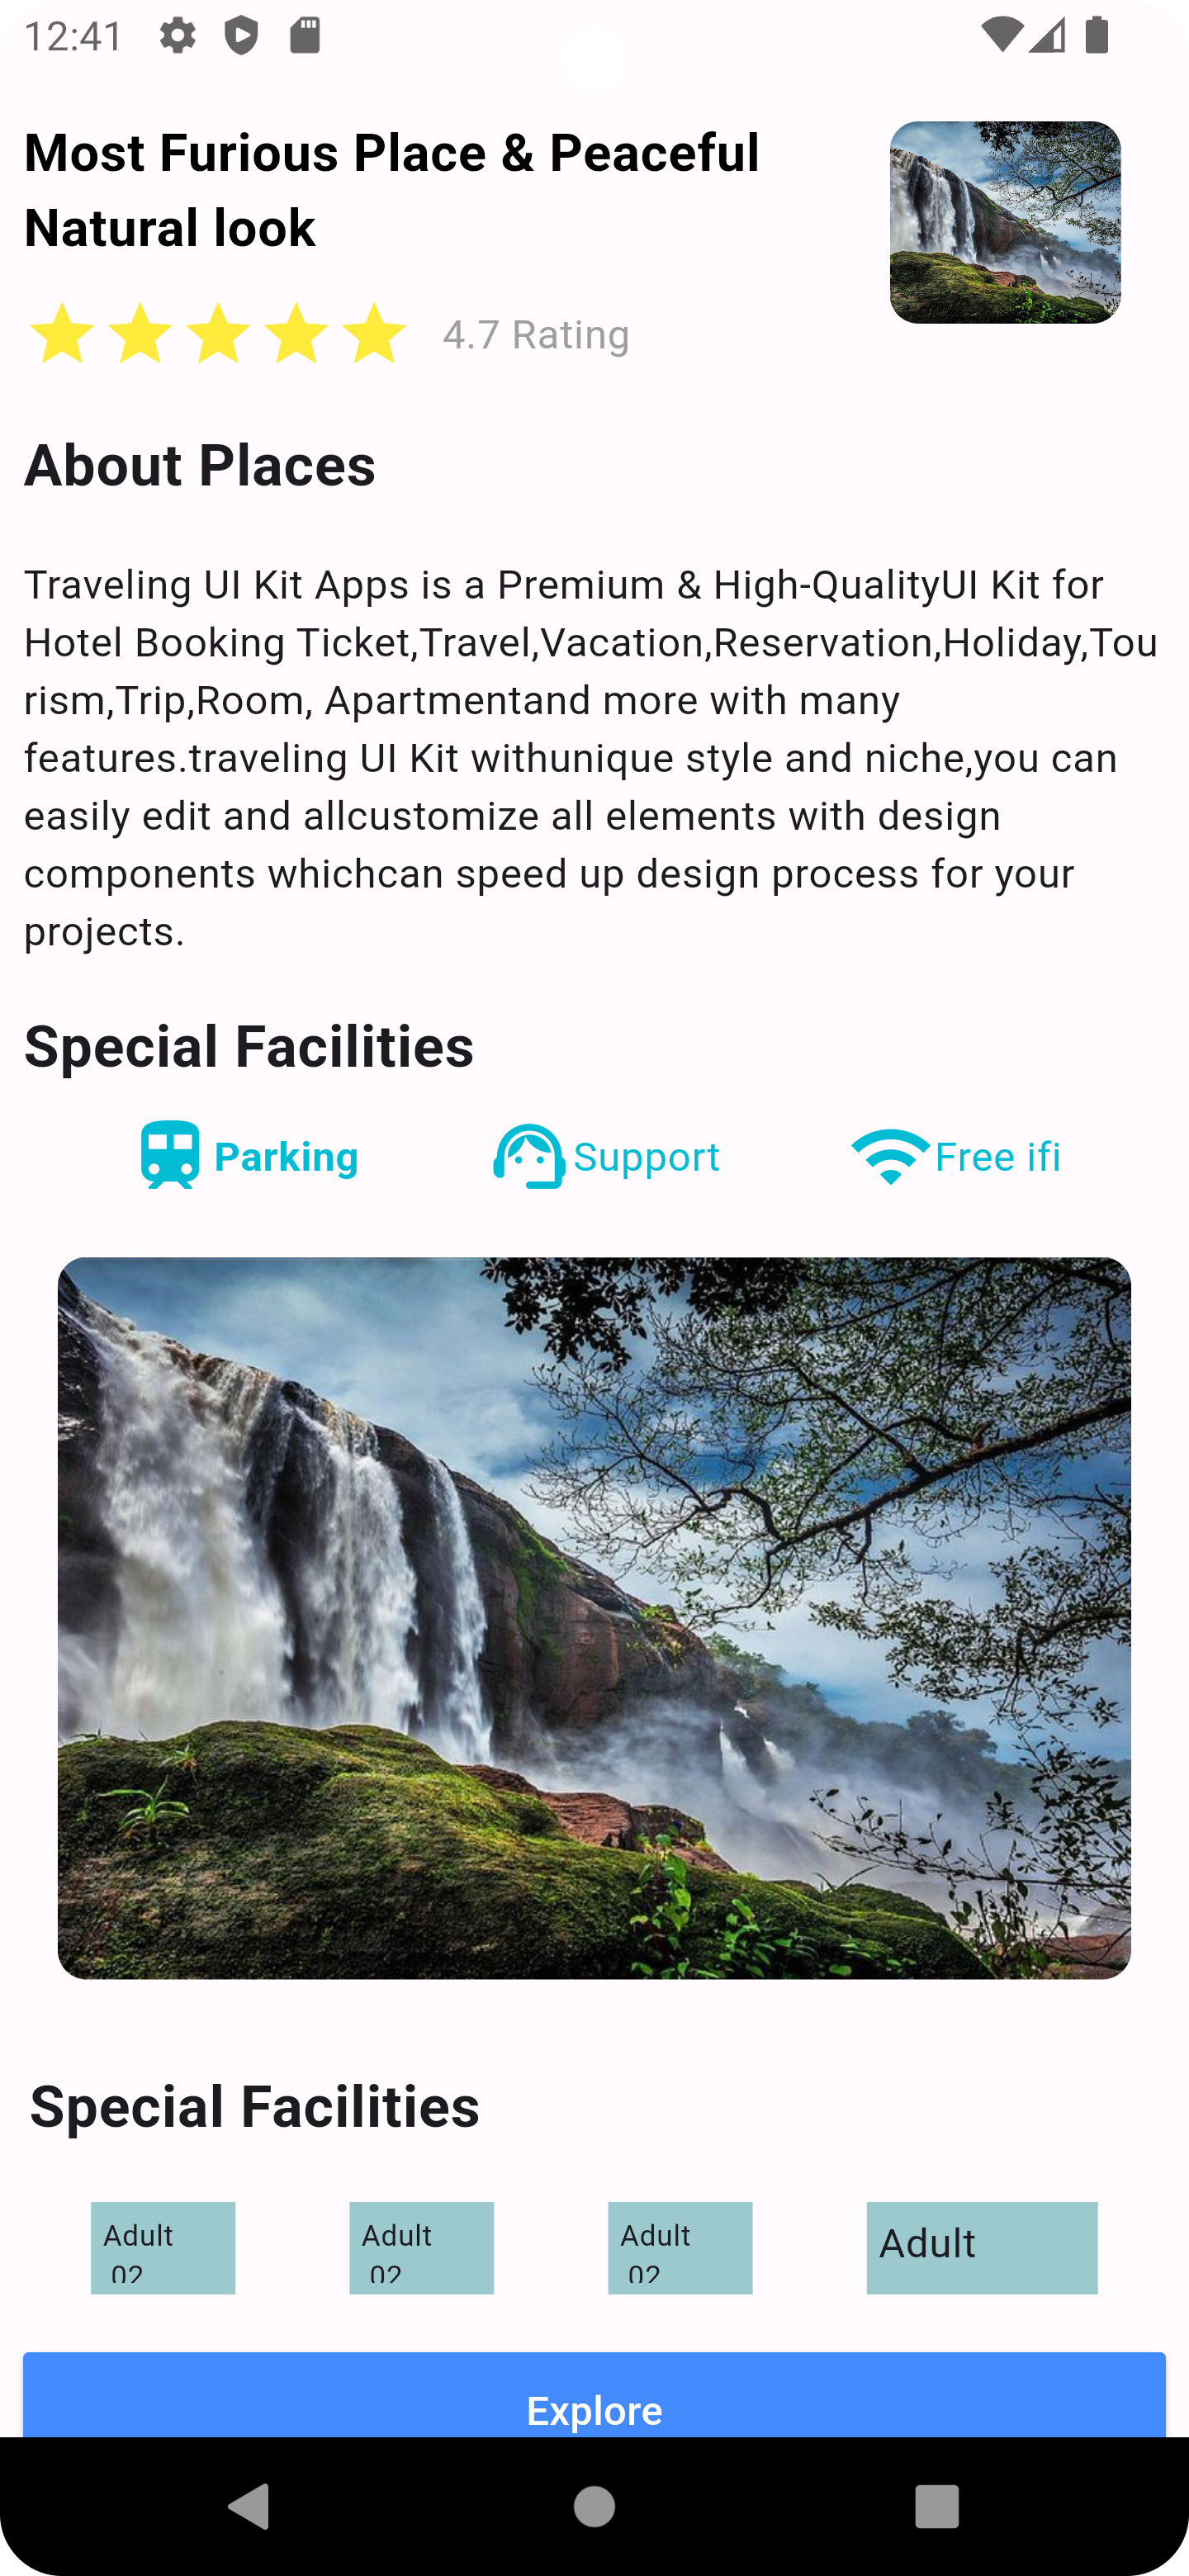 12:41
Most Furious Place & Peaceful
Natural look
4.7 Rating
About Places
Traveling UI Kit Apps is a Premium & High-QualityUI Kit for
Hotel Booking Ticket,Travel,Vacation,Reservation,Holiday,Tou
rism,Trip,Room, Apartmentand more with many
features.traveling UI Kit withunique style and niche,you can
easily edit and allcustomize all elements with design
components whichcan speed up design process for your
projects.
Special Facilities
Parking Support Free ifi
Special Facilities
Adult Adult Adult Adult
02 02 02
Explore